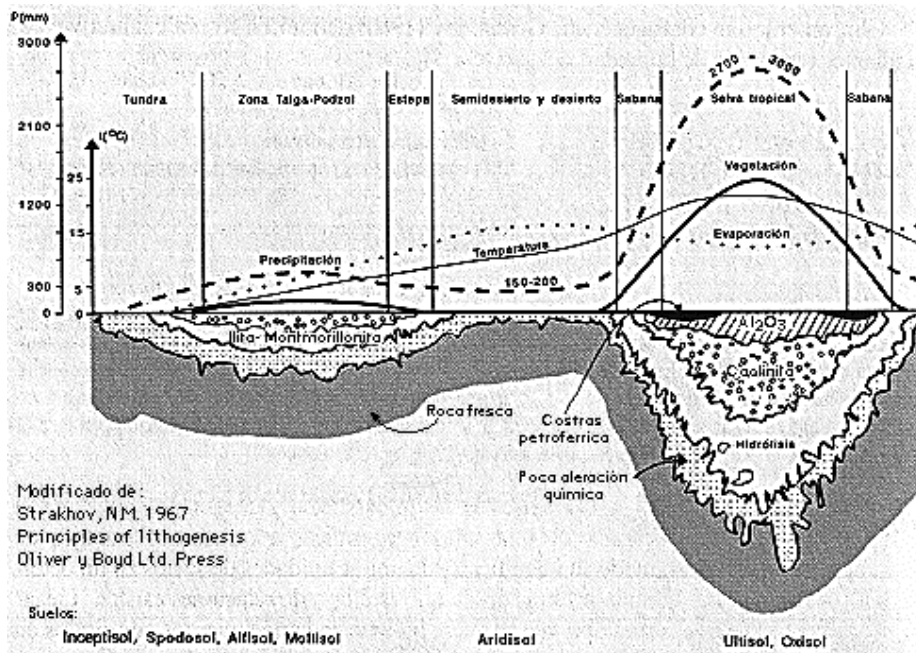 P(mm)
3000
2100
1200
300
0
t(°C)
25
15
5
0
Tundra
Zona Taiga-Podzol
Estepa
Semidesierto y desierto
Sabana
Selva tropical
Sabana
2700 - 3000
Vegetación
Evaporación
Temperature
Precipitación
150-200
Ilita-Montmorillonita
Al2O3
Caolinita
Hidrólisis
Roca fresca
Costras
petroferrica
Poca aleración
química
Modificado de:
Strakhov, N.M. 1967
Principles of lithogenesis
Oliver y Boyd Ltd. Press
Suelos:
Inceptisol, Spodosol, Alfisol, Mollisol
Aridisol
Ultisol, Oxisol